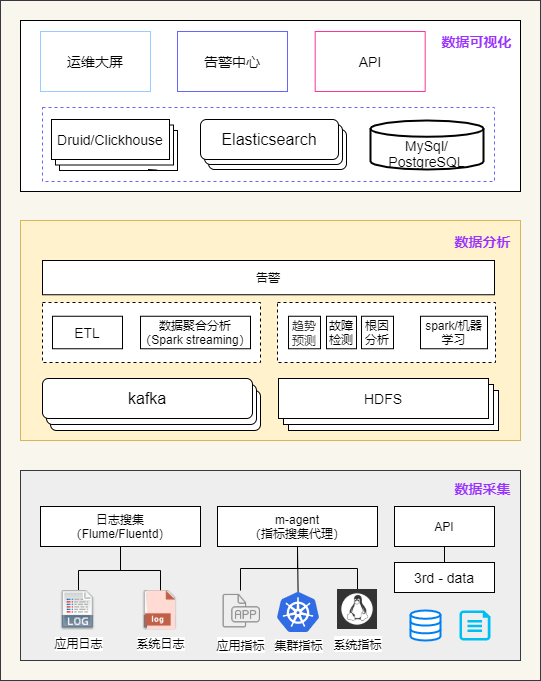 数据可视化
运维大屏
告警中心
API
Druid/Clickhouse
Elasticsearch
MySql/
PostgreSQL
数据分析
告警
ETL
数据聚合分析
（Spark streaming）
趋势
预测
故障
检测
根因
分析
spark/机器
学习
kafka
HDFS
数据采集
日志搜集
（Flume/Fluentd）
m-agent
（指标搜集代理）
API
3rd - data
LOG
log
APP
应用日志
系统日志
应用指标
集群指标
系统指标